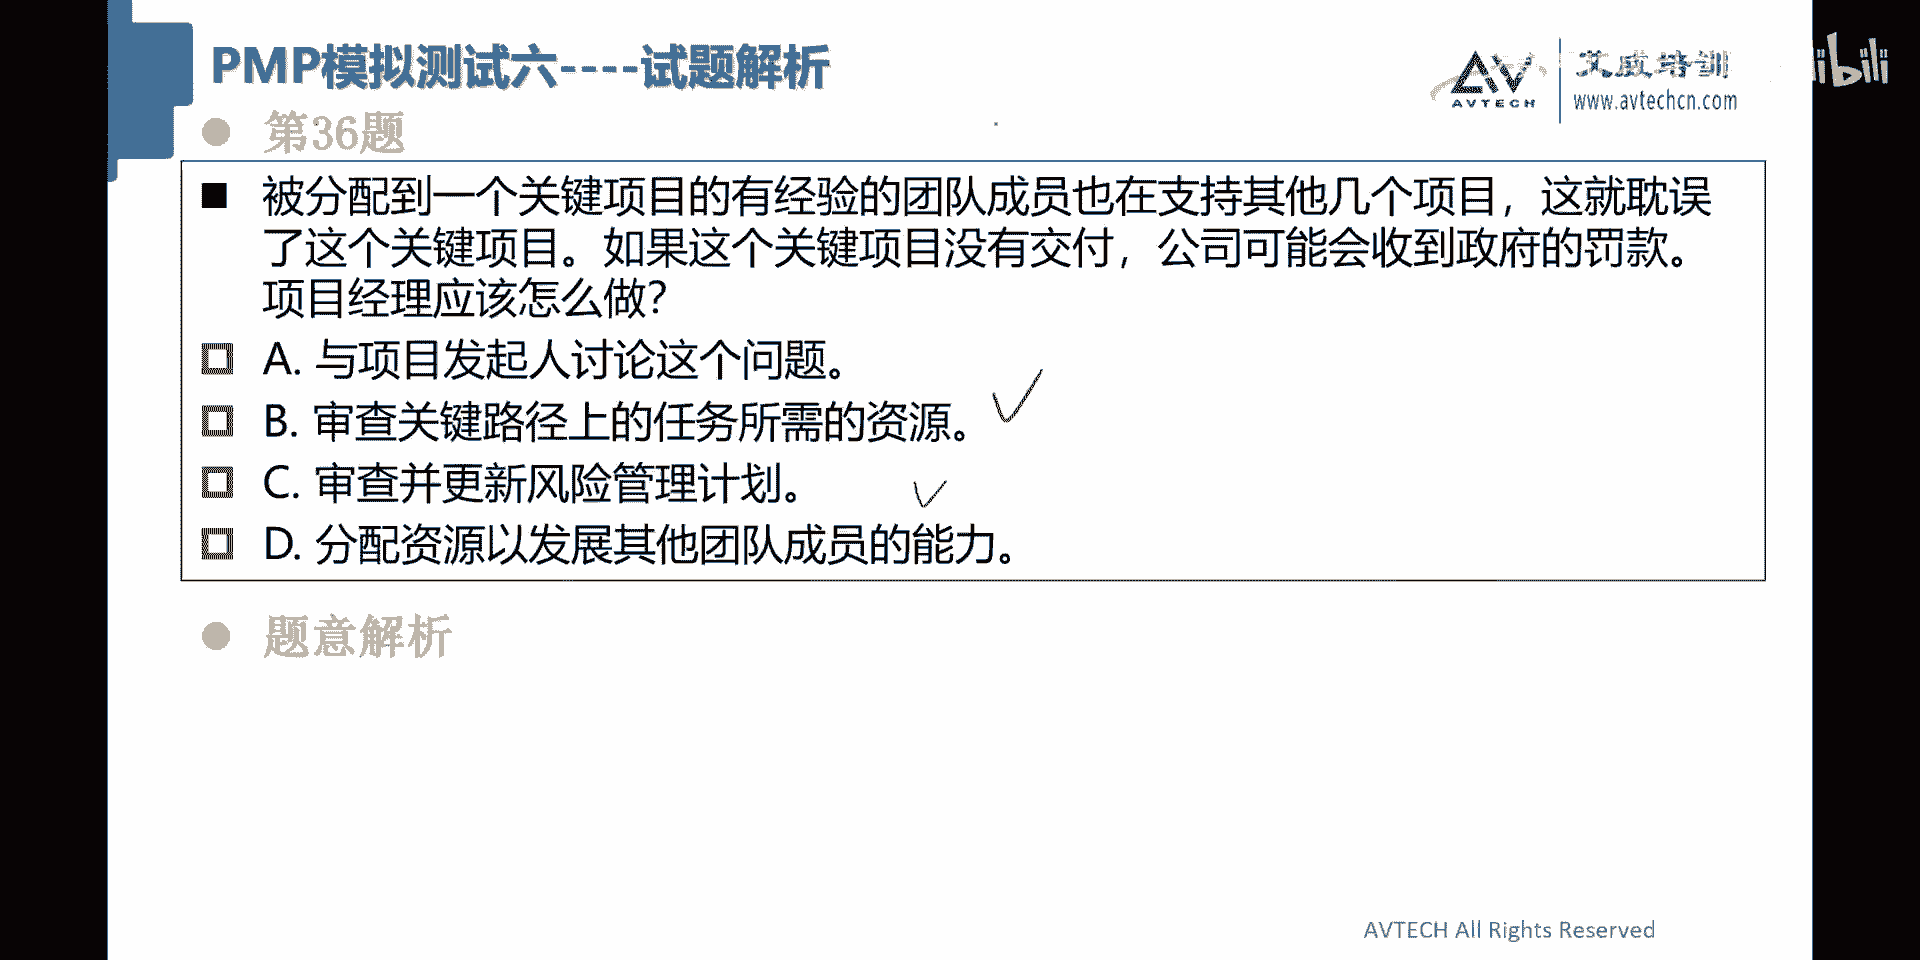 PMP模拟测试六----试题解析
AVTECH
艾威培训
www.avtechcn.com
第36题
被分配到一个关键项目的有经验的团队成员也在支持其他几个项目，这就耽误
了这个关键项目。如果这个关键项目没有交付，公司可能会收到政府的罚款。
项目经理应该怎么做？
A. 与项目发起人讨论这个问题。
B. 审查关键路径上的任务所需的资源。
C. 审查并更新风险管理计划。
D. 分配资源以发展其他团队成员的能力。
题意解析
AVTECH All Rights Reserved